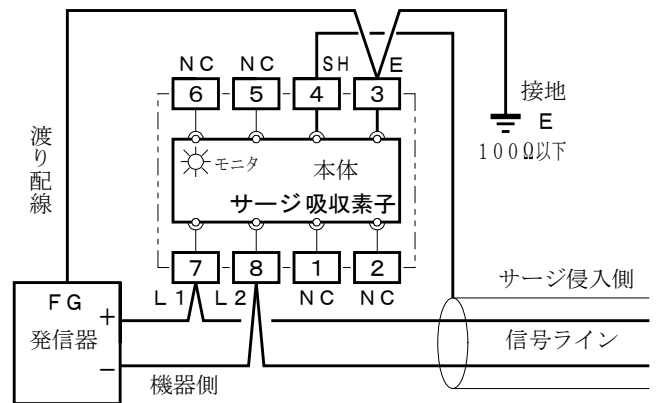 NC NC SH E
6 5 4 3
接地
E
100Ω以下
渡り配線
モニタ 本体
サージ吸収素子
7 8 1 2
L1 L2 NC NC
サージ侵入側
FG
+
発信器
信号ライン
−
機器側